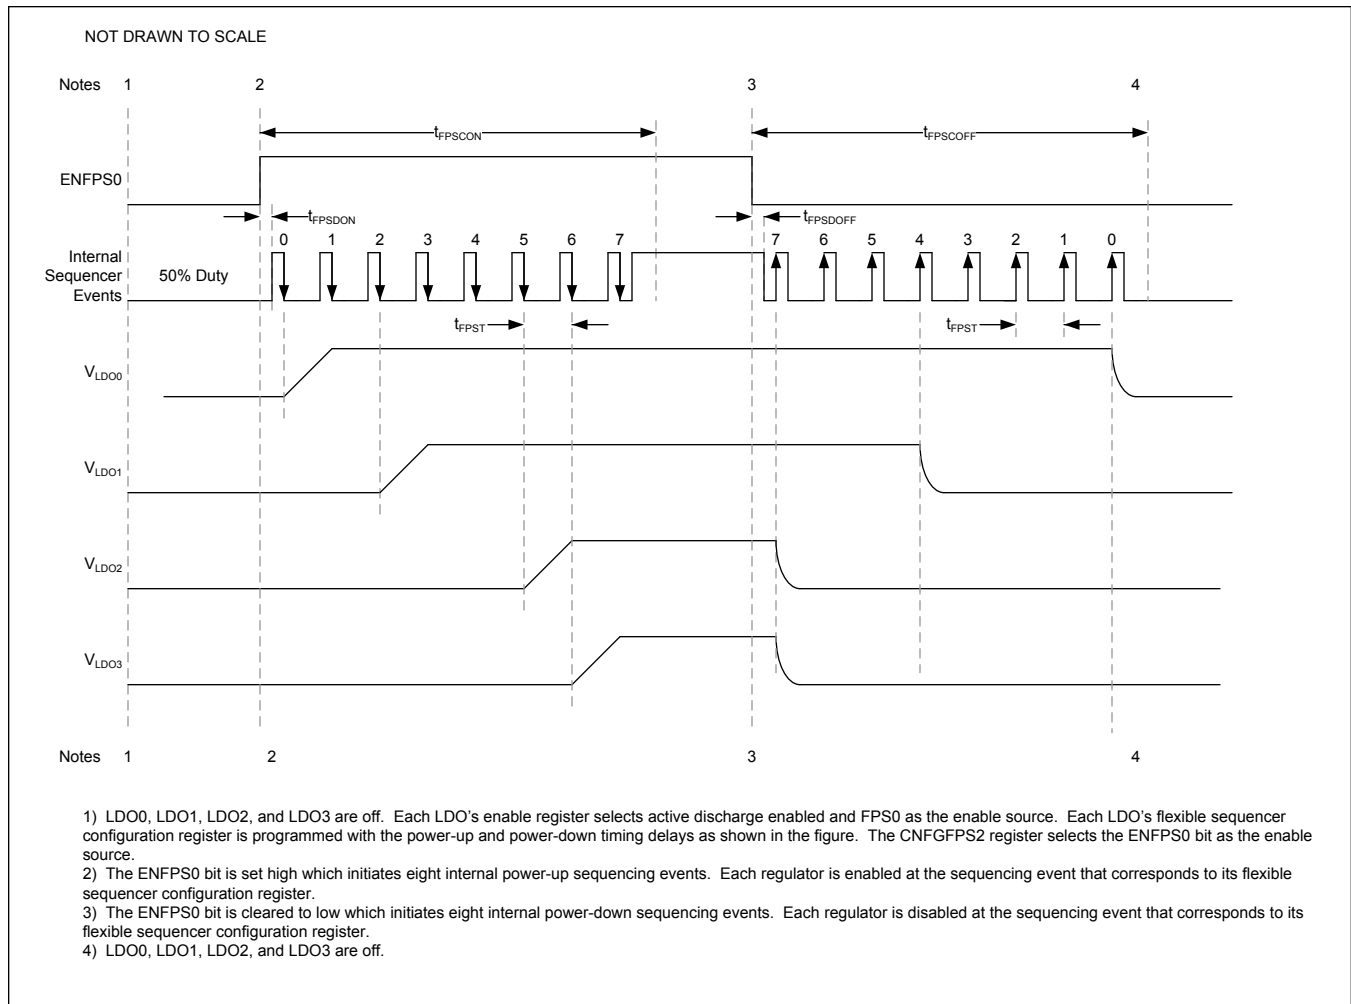 NOT DRAWN TO SCALE
Notes 1 2 3 4
tFPSCON tFPSCOFF
ENFPS0
tFPSDON tFPSDOFF
0 1 2 3 4 5 6 7 7 6 5 4 3 2 1 0
Internal
Sequencer
Events
50% Duty
tFPST tFPST
VLDO0
VLDO1
VLDO2
VLDO3
Notes 1 2 3 4
1) LDO0, LDO1, LDO2, and LDO3 are off. Each LDO's enable register selects active discharge enabled and FPS0 as the enable source. Each LDO's flexible sequencer
configuration register is programmed with the power-up and power-down timing delays as shown in the figure. The CNFGFPS2 register selects the ENFPS0 bit as the enable
source.
2) The ENFPS0 bit is set high which initiates eight internal power-up sequencing events. Each regulator is enabled at the sequencing event that corresponds to its flexible
sequencer configuration register.
3) The ENFPS0 bit is cleared to low which initiates eight internal power-down sequencing events. Each regulator is disabled at the sequencing event that corresponds to its
flexible sequencer configuration register.
4) LDO0, LDO1, LDO2, and LDO3 are off.